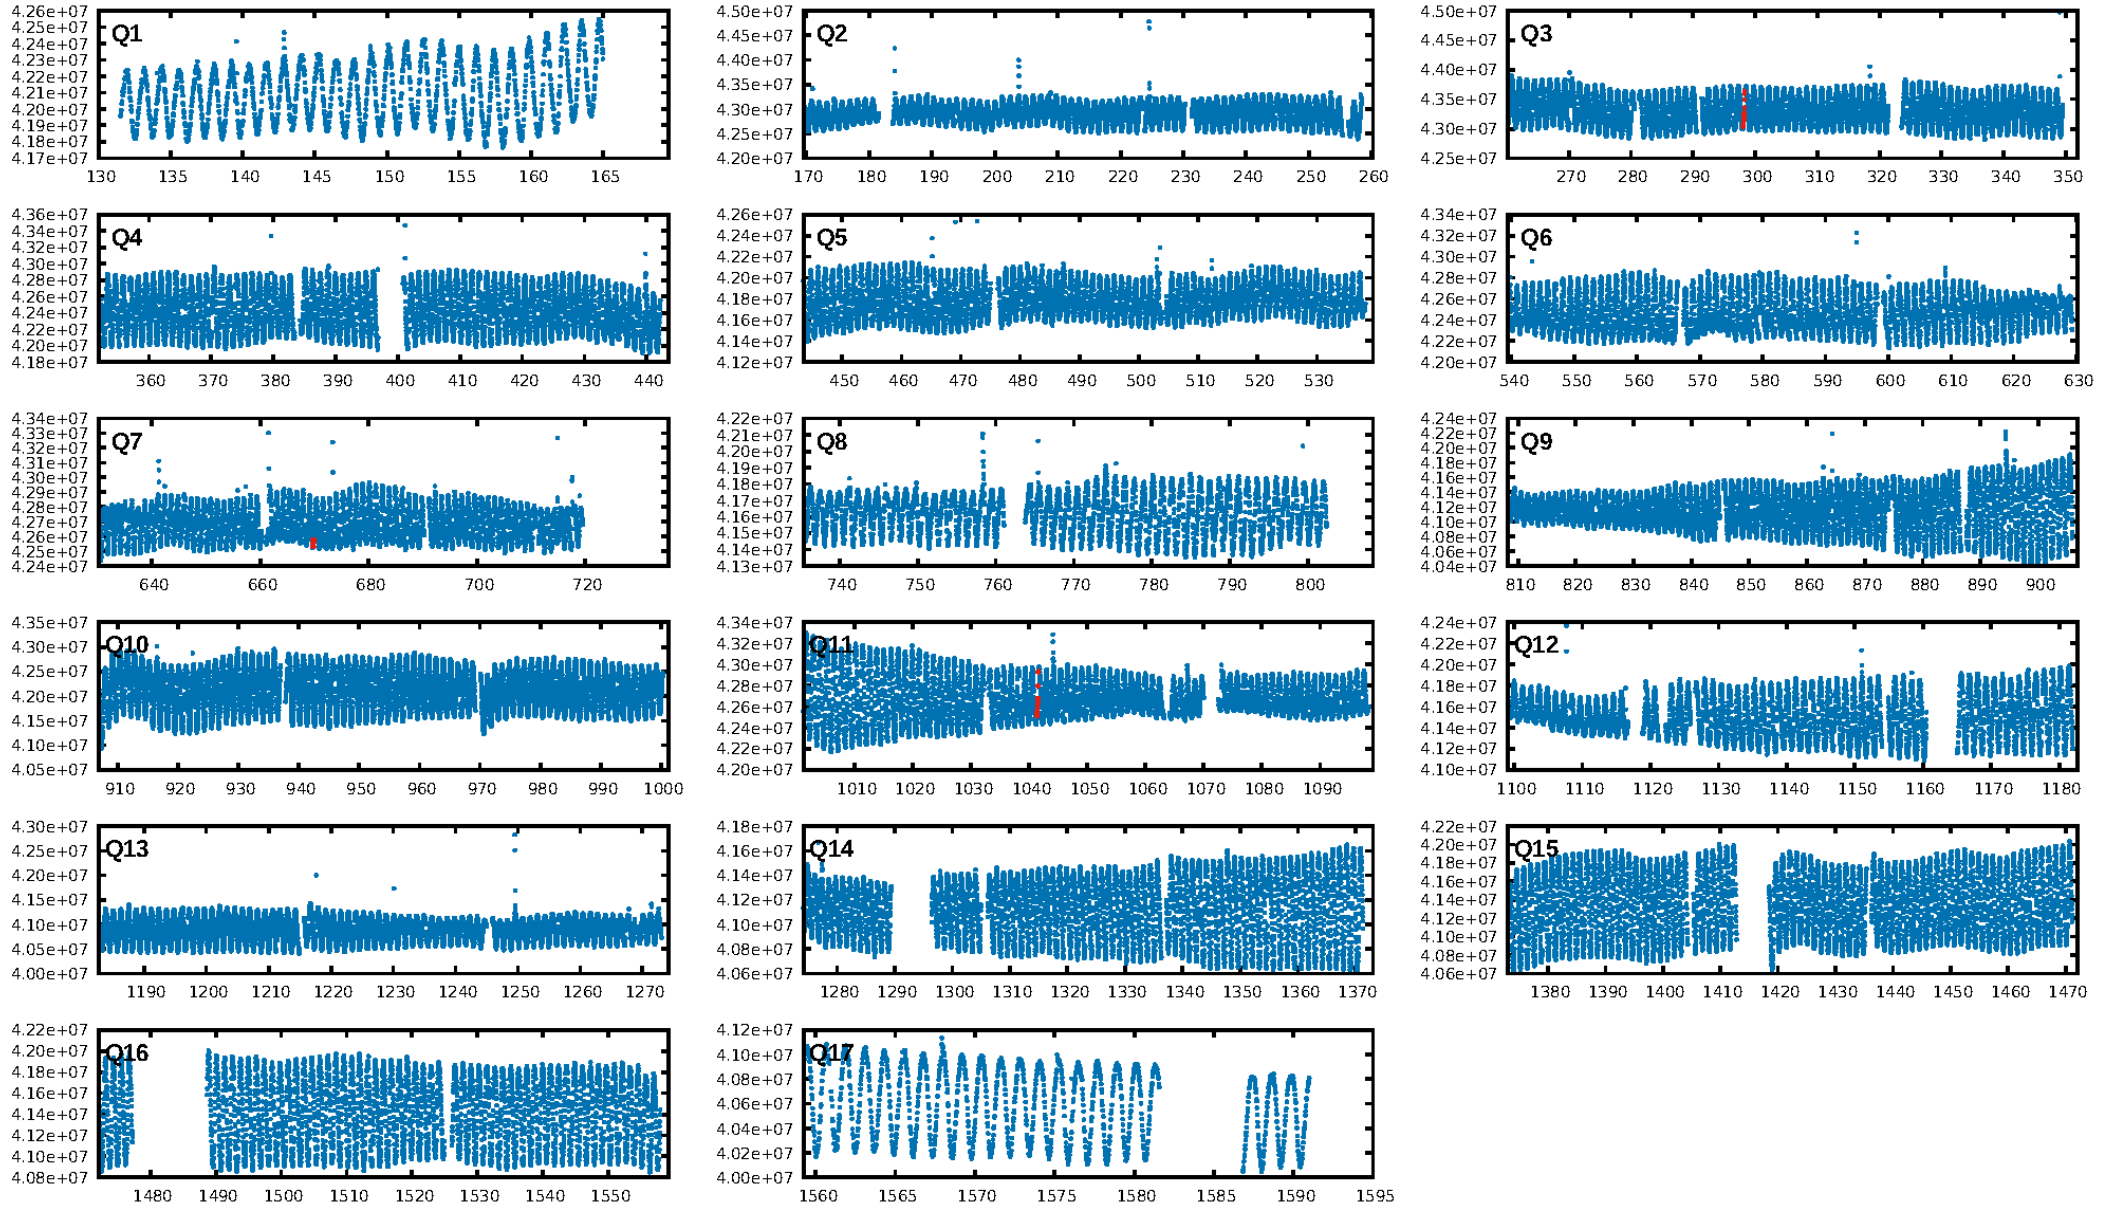 4.26e+07
4.25e+07
4.24e+07
4.23e+07
4.22e+07
4.21e+07
4.20e+07
4.19e+07
4.18e+07
4.17e+07
Q1
130 135 140 145 150 155 160 165
4.50e+07
4.45e+07
4.40e+07
4.35e+07
4.30e+07
4.25e+07
4.20e+07
Q2
170 180 190 200 210 220 230 240 250 260
4.50e+07
4.45e+07
4.40e+07
4.35e+07
4.30e+07
4.25e+07
Q3
270 280 290 300 310 320 330 340 350
4.36e+07
4.34e+07
4.32e+07
4.30e+07
4.28e+07
4.26e+07
4.24e+07
4.22e+07
4.20e+07
4.18e+07
Q4
360 370 380 390 400 410 420 430 440
4.26e+07
4.24e+07
4.22e+07
4.20e+07
4.18e+07
4.16e+07
4.14e+07
4.12e+07
Q5
450 460 470 480 490 500 510 520 530
4.34e+07
4.32e+07
4.30e+07
4.28e+07
4.26e+07
4.24e+07
4.22e+07
4.20e+07
Q6
540 550 560 570 580 590 600 610 620 630
4.34e+07
4.33e+07
4.32e+07
4.31e+07
4.30e+07
4.29e+07
4.28e+07
4.27e+07
4.26e+07
4.25e+07
4.24e+07
Q7
640 660 680 700 720
4.22e+07
4.21e+07
4.20e+07
4.19e+07
4.18e+07
4.17e+07
4.16e+07
4.15e+07
4.14e+07
4.13e+07
Q8
740 750 760 770 780 790 800
4.24e+07
4.22e+07
4.20e+07
4.18e+07
4.16e+07
4.14e+07
4.12e+07
4.10e+07
4.08e+07
4.06e+07
4.04e+07
Q9
810 820 830 840 850 860 870 880 890 900
4.35e+07
4.30e+07
4.25e+07
4.20e+07
4.15e+07
4.10e+07
4.05e+07
Q10
910 920 930 940 950 960 970 980 990 1000
4.34e+07
4.32e+07
4.30e+07
4.28e+07
4.26e+07
4.24e+07
4.22e+07
4.20e+07
Q11
1010 1020 1030 1040 1050 1060 1070 1080 1090
4.24e+07
4.22e+07
4.20e+07
4.18e+07
4.16e+07
4.14e+07
4.12e+07
4.10e+07
Q12
1100 1110 1120 1130 1140 1150 1160 1170 1180
4.30e+07
4.25e+07
4.20e+07
4.15e+07
4.10e+07
4.05e+07
4.00e+07
Q13
1190 1200 1210 1220 1230 1240 1250 1260 1270
4.18e+07
4.16e+07
4.14e+07
4.12e+07
4.10e+07
4.08e+07
4.06e+07
Q14
1280 1290 1300 1310 1320 1330 1340 1350 1360 1370
4.22e+07
4.20e+07
4.18e+07
4.16e+07
4.14e+07
4.12e+07
4.10e+07
4.08e+07
4.06e+07
Q15
1380 1390 1400 1410 1420 1430 1440 1450 1460 1470
4.22e+07
4.20e+07
4.18e+07
4.16e+07
4.14e+07
4.12e+07
4.10e+07
4.08e+07
Q16
1480 1490 1500 1510 1520 1530 1540 1550
4.12e+07
4.10e+07
4.08e+07
4.06e+07
4.04e+07
4.02e+07
4.00e+07
Q17
1560 1565 1570 1575 1580 1585 1590 1595